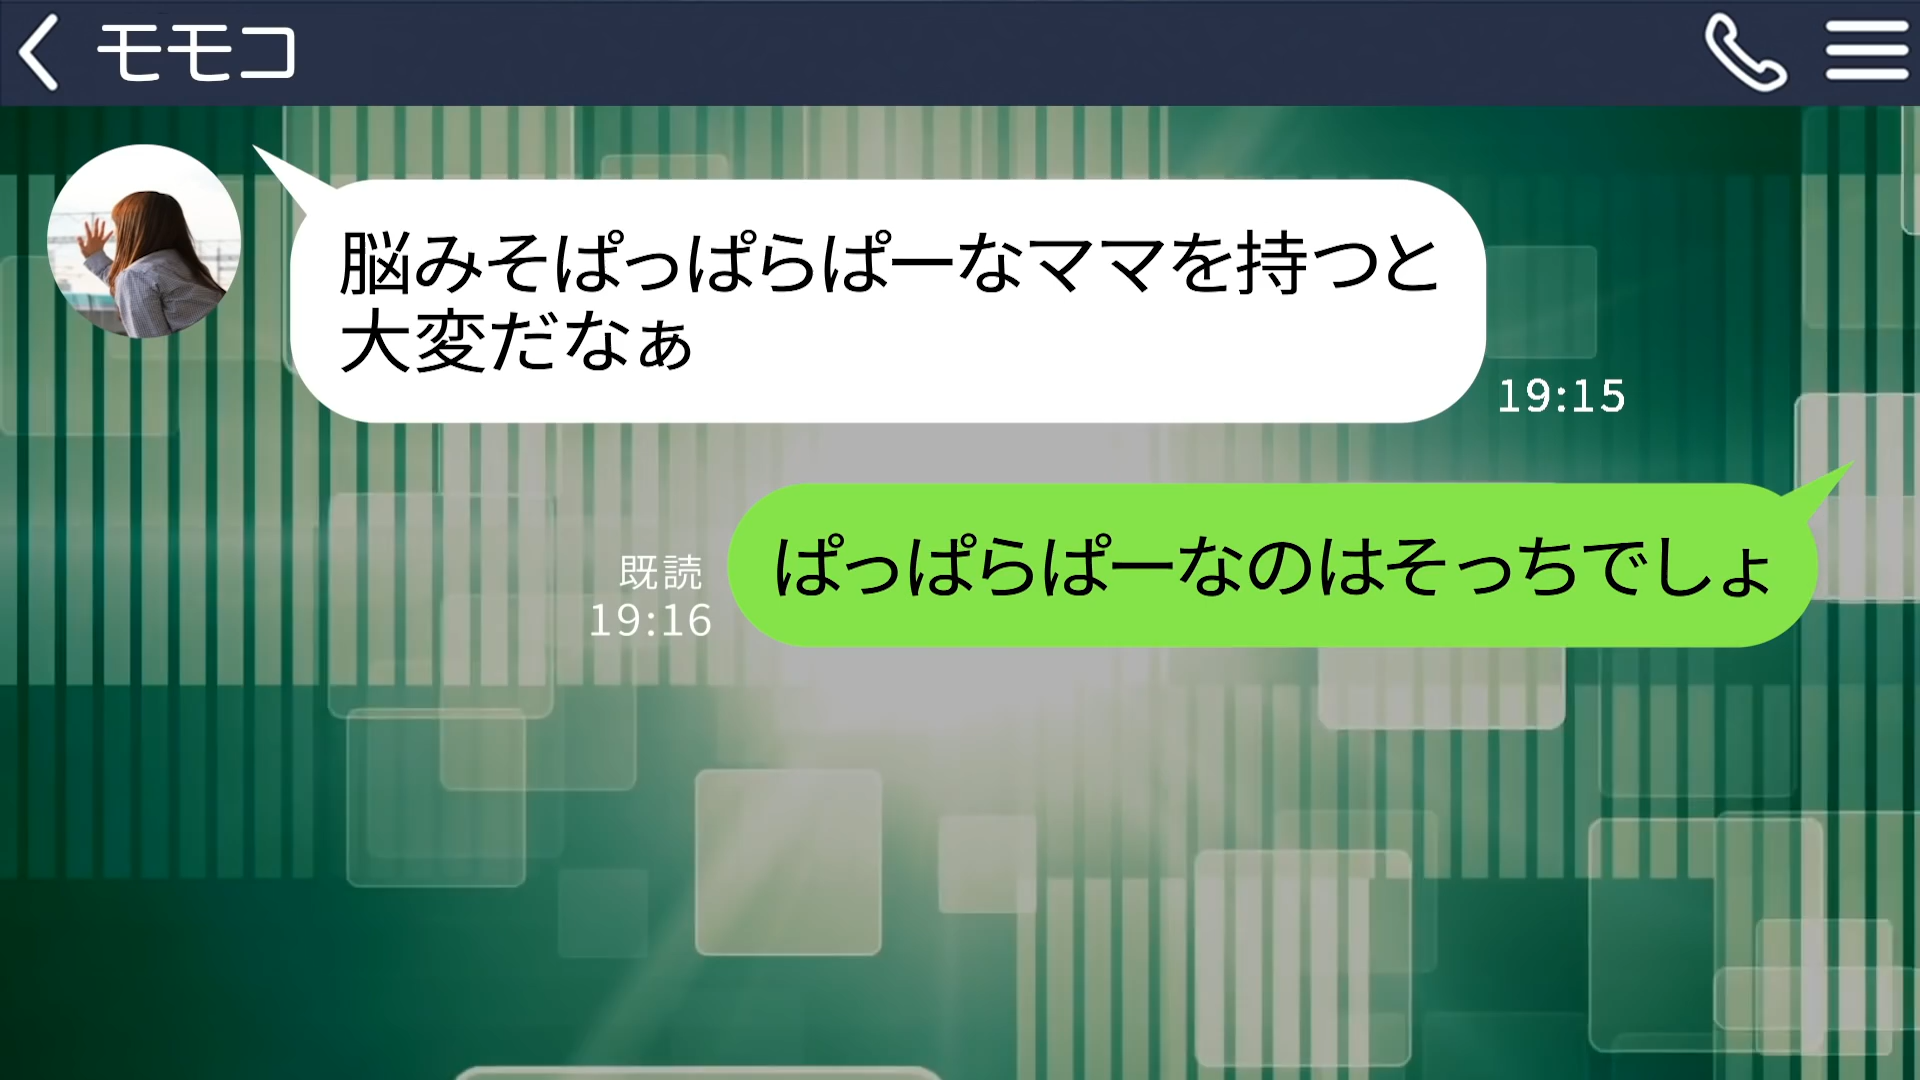 モモコ
脳みそぱっぱらぱーなママを持つと
大変だなぁ
19:15
ぱっぱらぱーなのはそっちでしょ
既読
19:16